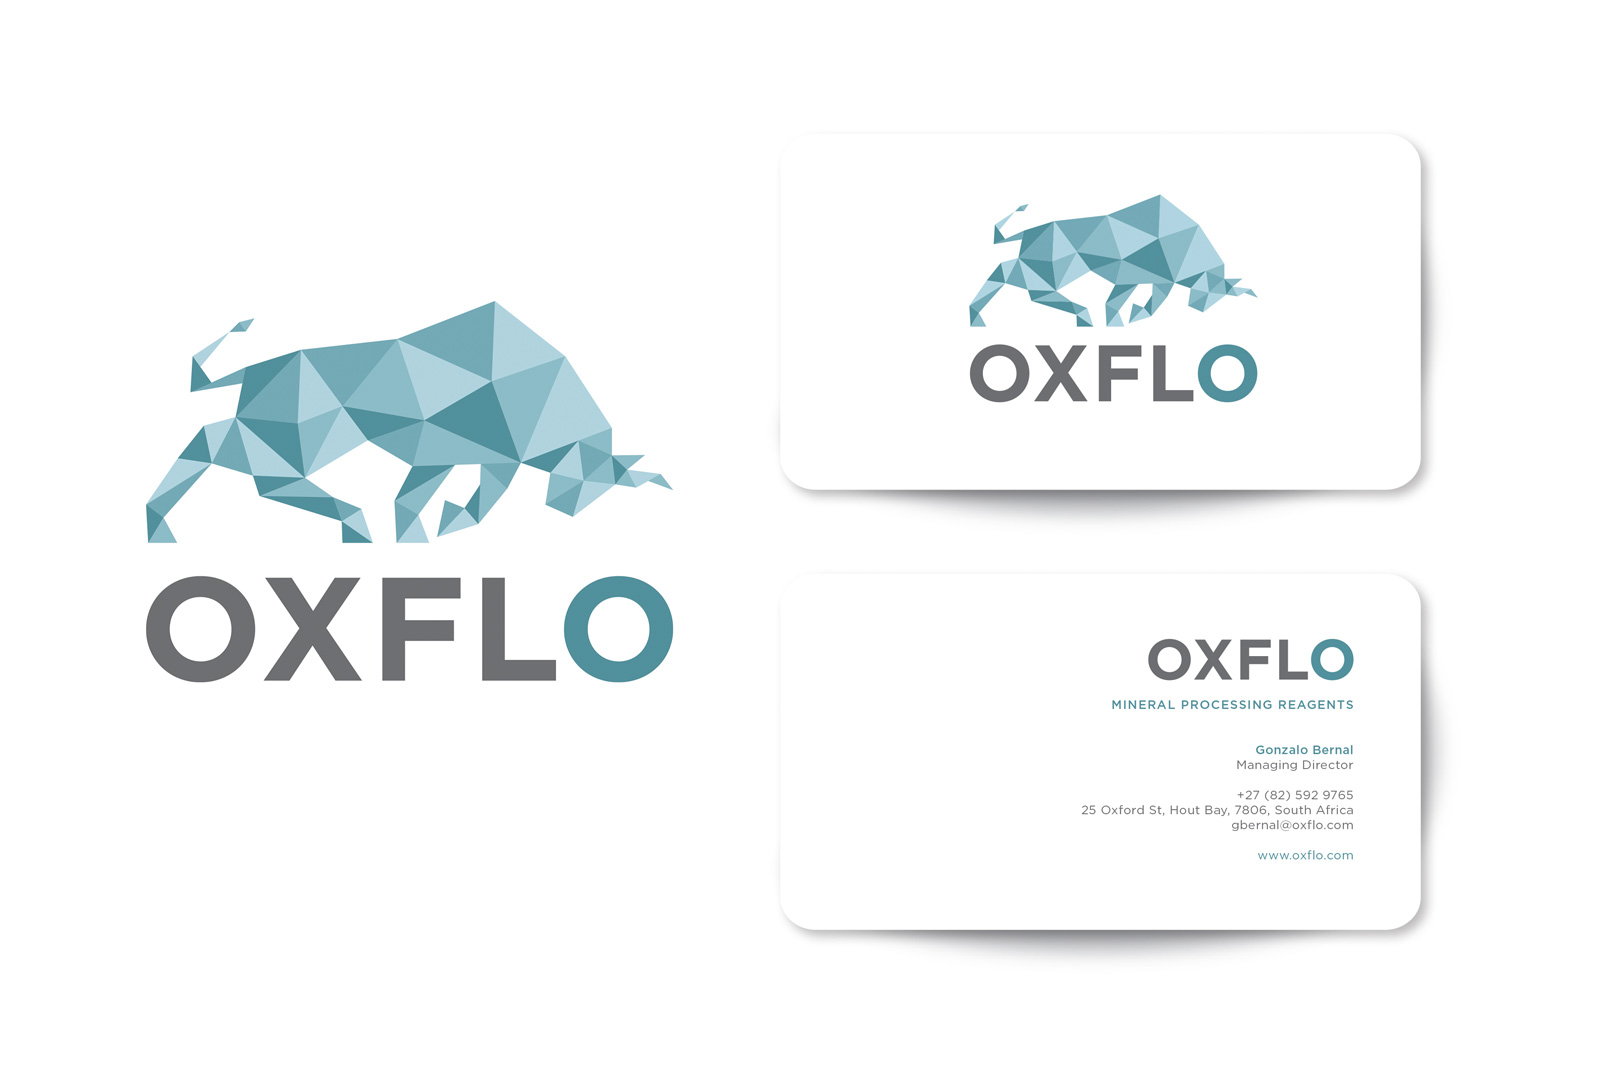 OXFLO
OXFLO
OXFLO
MINERAL PROCESSING REAGENTS
Gonzalo Bernal
Managing Director
+27 (82) 592 9765
25 Oxford St, Hout Bay, 7806, South Africa
gbernal@oxflo.com
www.oxflo.com